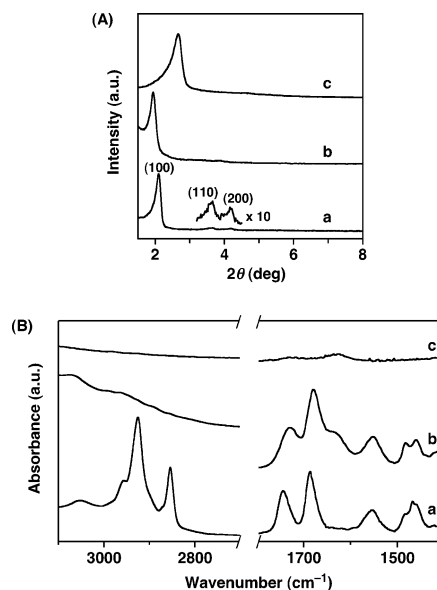 (A)
Intensity (a.u.)
c
b
(100)
(110)
(200)
x 10
a
2 4 6 8
2θ (deg)
(B)
Absorbance (a.u.)
c
b
a
3000 2800 1700 1500
Wavenumber (cm⁻¹)